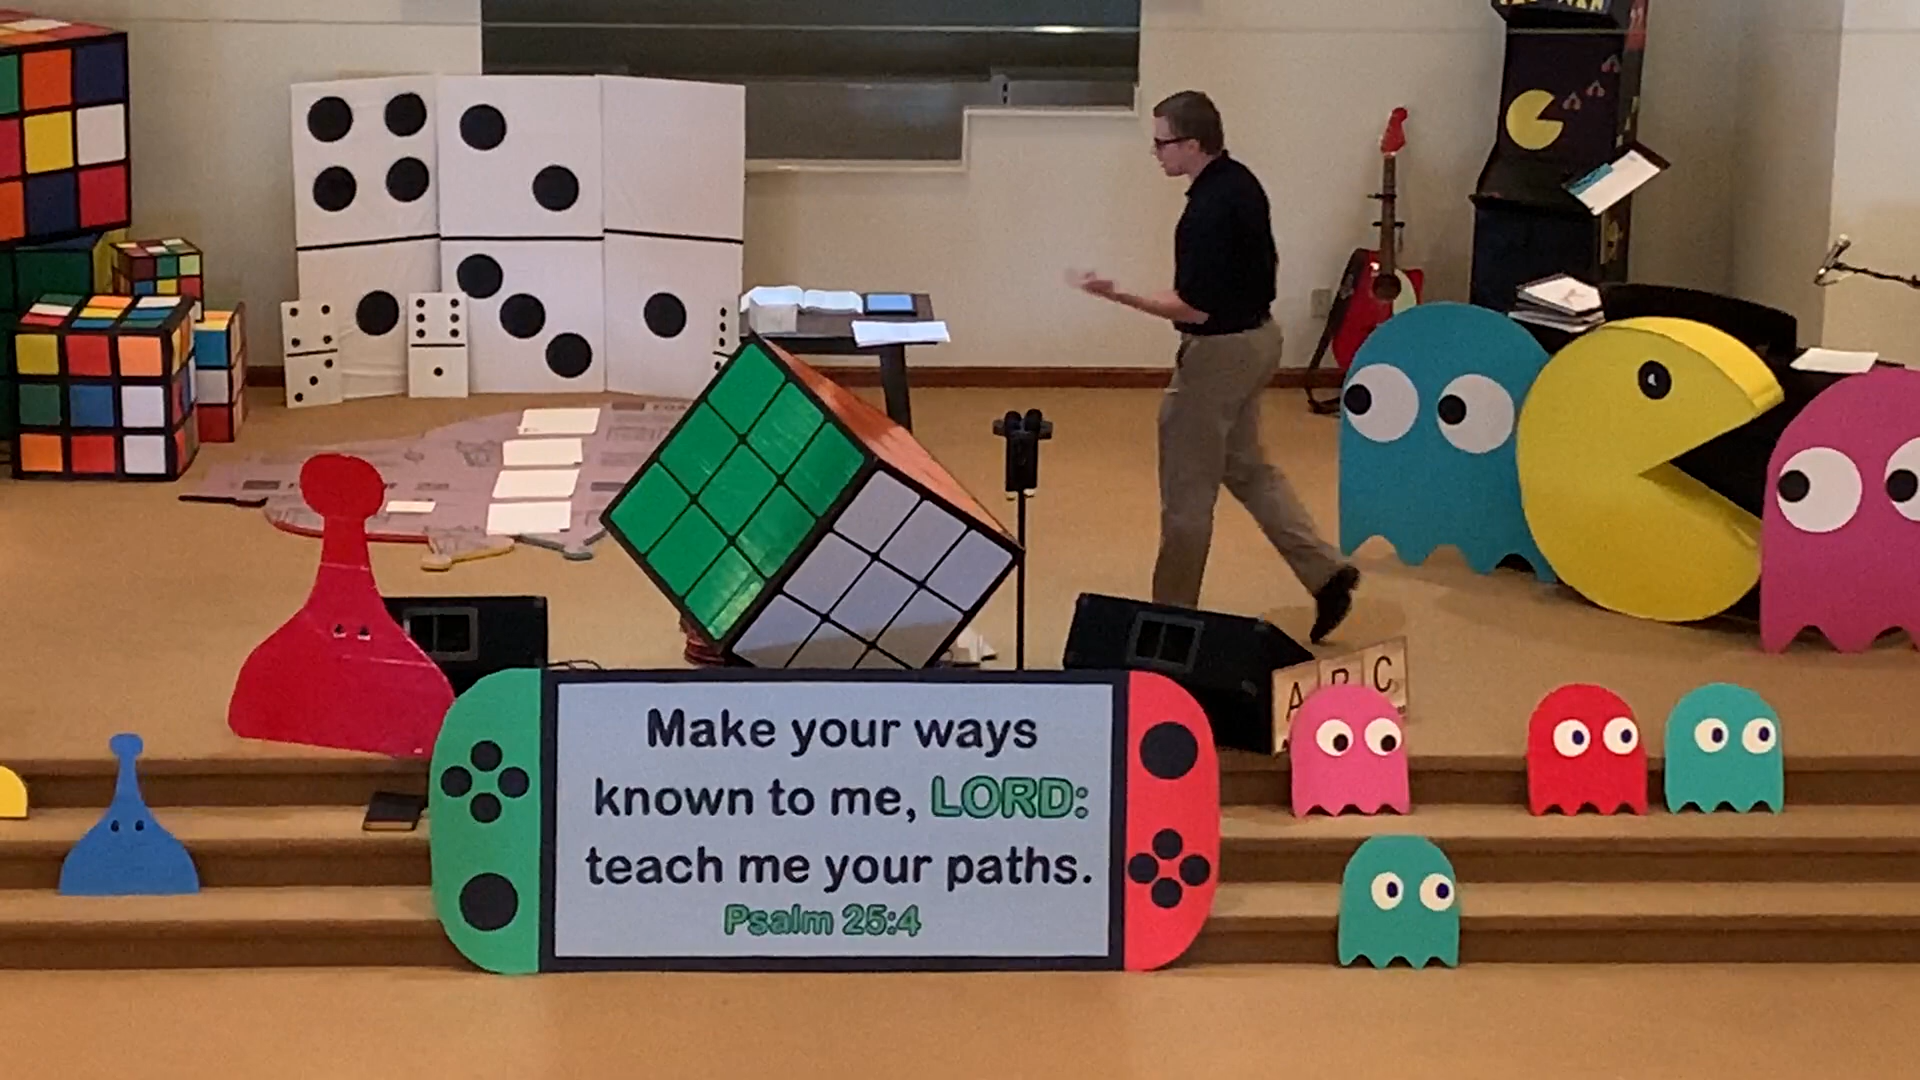 Make your ways
known to me, LORD:
teach me your paths.
Psalm 25:4
A B C